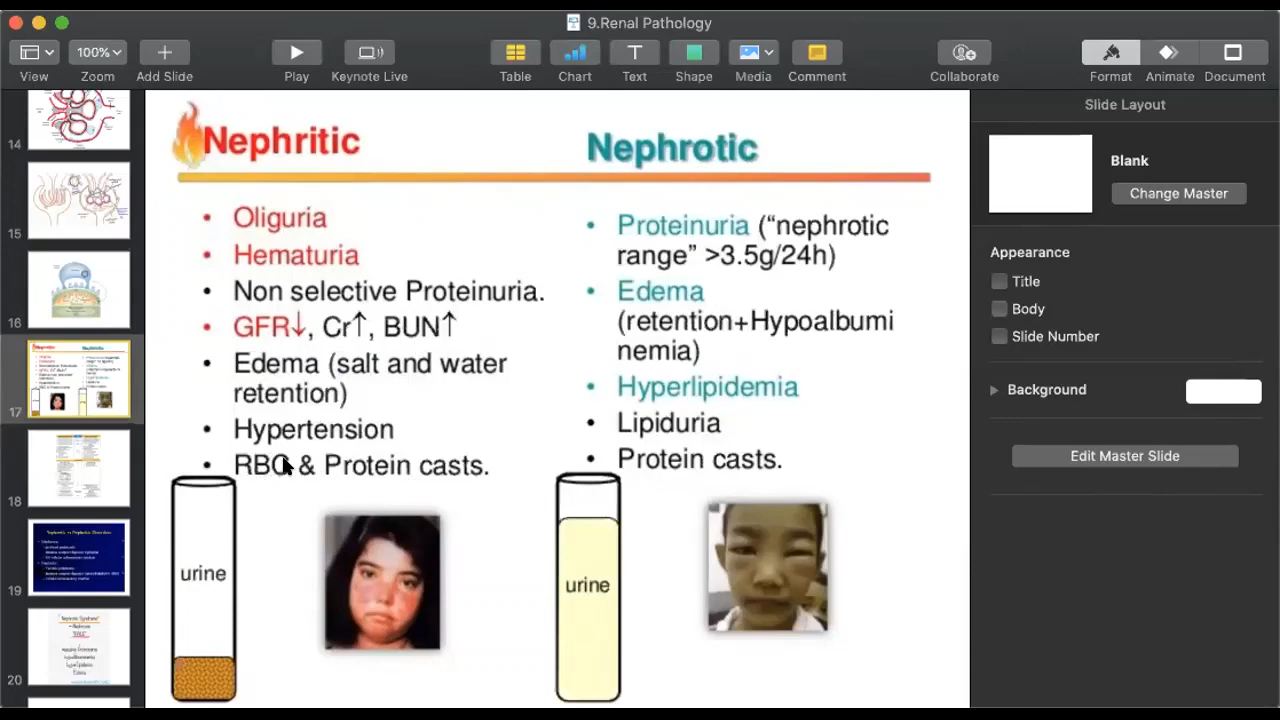 9.Renal Pathology
100%
View
Zoom
Add Slide
Play
Keynote Live
Table
Chart
Text
Shape
Media
Comment
Collaborate
Format
Animate
Document
14
15
16
17
18
19
20
Nephritic
• Oliguria
• Hematuria
• Non selective Proteinuria.
• GFR↓, Cr↑, BUN↑
• Edema (salt and water
retention)
• Hypertension
• RBC & Protein casts.
urine
Nephrotic
• Proteinuria (“nephrotic
range” >3.5g/24h)
• Edema
(retention+Hypoalbumi
nemia)
• Hyperlipidemia
• Lipiduria
• Protein casts.
urine
Slide Layout
Blank
Change Master
Appearance
Title
Body
Slide Number
Background
Edit Master Slide